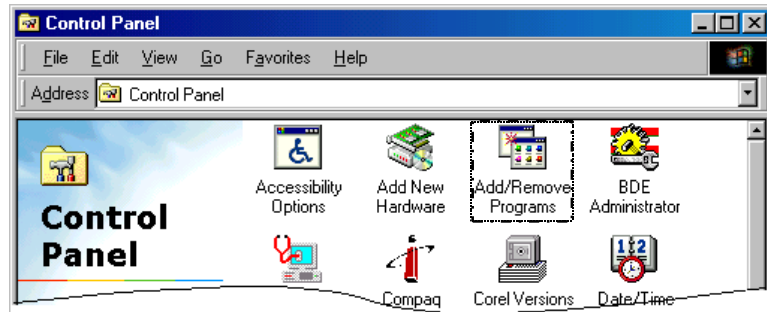 Control Panel
File Edit View Go Favorites Help
Address Control Panel
Control
Panel
Accessibility
Options
Add New
Hardware
Add/Remove
Programs
BDE
Administrator
Compaq
Corel Versions
Date/Time
12